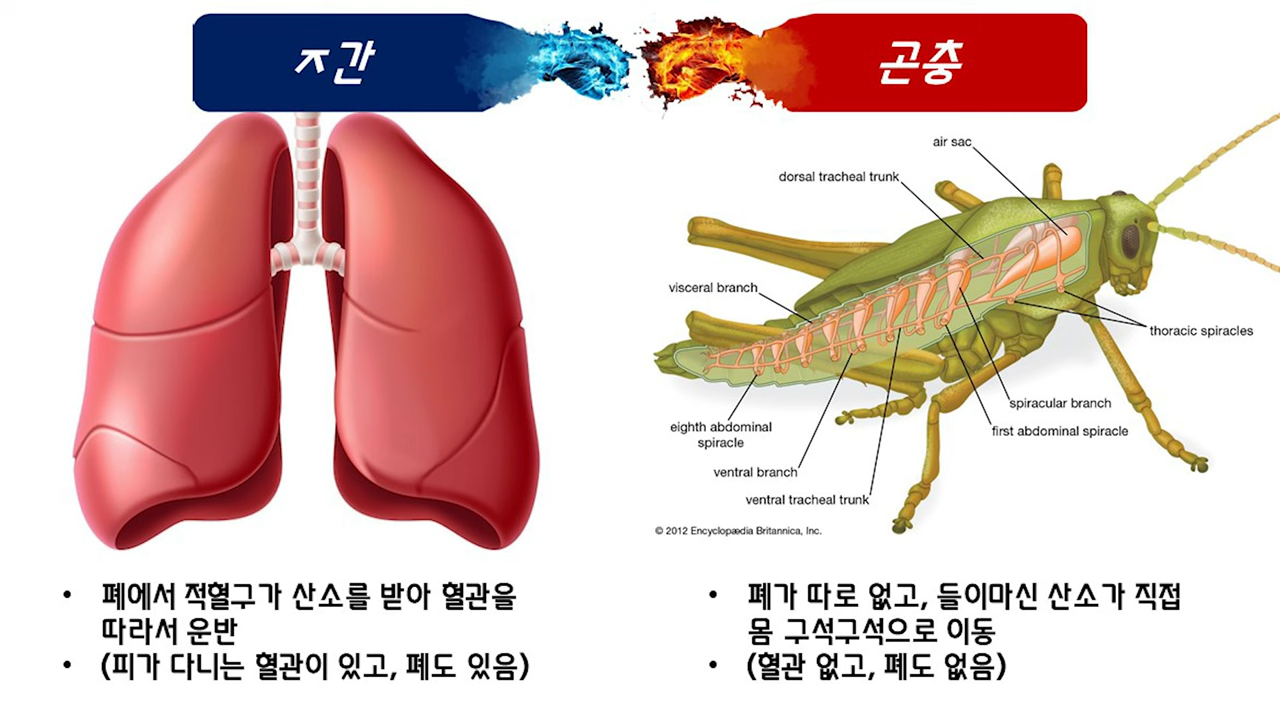 ㅈ간
곤충
air sac
dorsal tracheal trunk
visceral branch
thoracic spiracles
spiracular branch
first abdominal spiracle
eighth abdominal
spiracle
ventral branch
ventral tracheal trunk
© 2012 Encyclopædia Britannica, Inc.
• 폐에서 적혈구가 산소를 받아 혈관을
따라서 운반
• (피가 다니는 혈관이 있고, 폐도 있음)
• 폐가 따로 없고, 들이마신 산소가 직접
몸 구석구석으로 이동
• (혈관 없고, 폐도 없음)